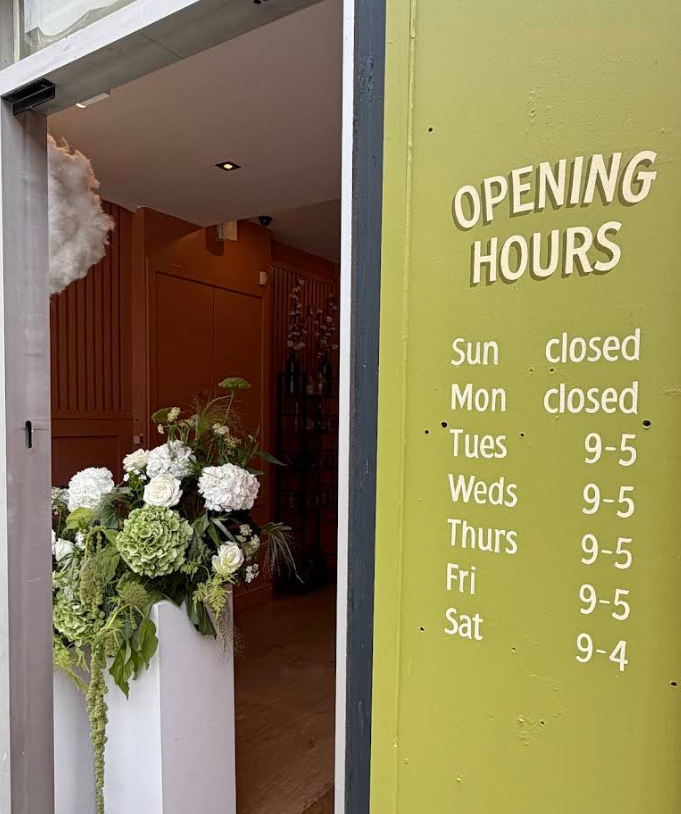 OPENING
HOURS
Sun closed
Mon closed
Tues 9-5
Weds 9-5
Thurs 9-5
Fri 9-5
Sat 9-4